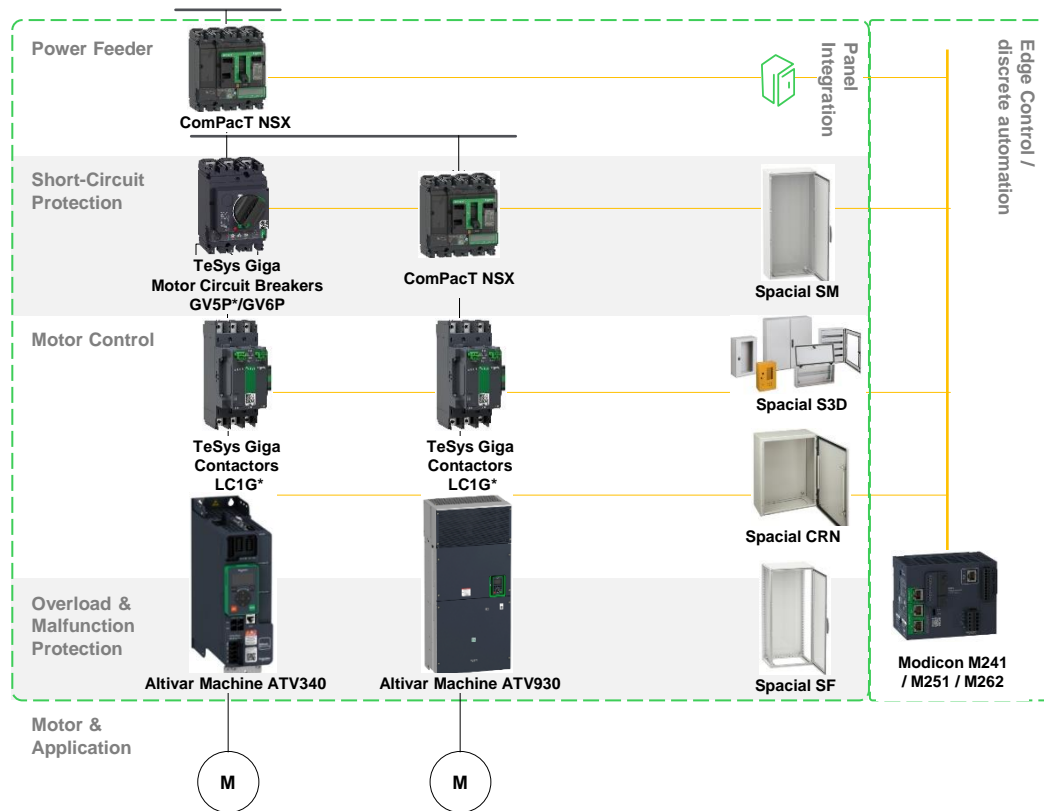 Power Feeder
ComPacT NSX
Panel
Integration
Edge Control /
discrete automation
Short-Circuit
Protection
TeSys Giga
Motor Circuit Breakers
GV5P*/GV6P
ComPacT NSX
Spacial SM
Motor Control
TeSys Giga
Contactors
LC1G*
TeSys Giga
Contactors
LC1G*
Spacial S3D
Spacial CRN
Overload &
Malfunction
Protection
Altivar Machine ATV340
Altivar Machine ATV930
Spacial SF
Modicon M241
/ M251 / M262
Motor &
Application
M
M